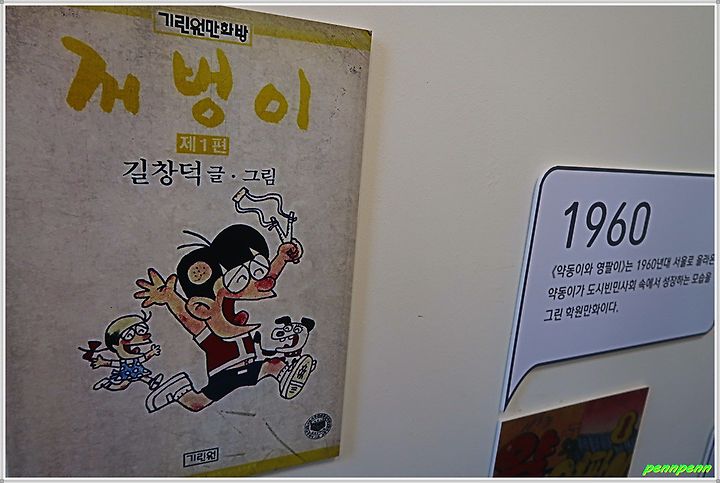 기린원만화방
꺼벙이
제1편
길창덕 글·그림
기린원
1960
《약동이와 영팔이》는 1960년대 서울로 올라온
약동이가 도시빈민사회 속에서 성장하는 모습을
그린 학원만화이다.
pennpenn